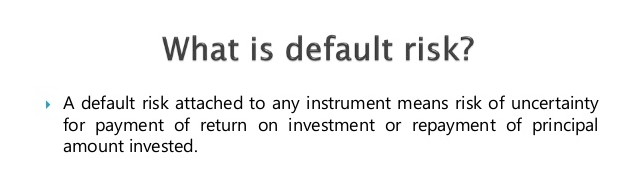 What is default risk?
A default risk attached to any instrument means risk of uncertainty
for payment of return on investment or repayment of principal
amount invested.